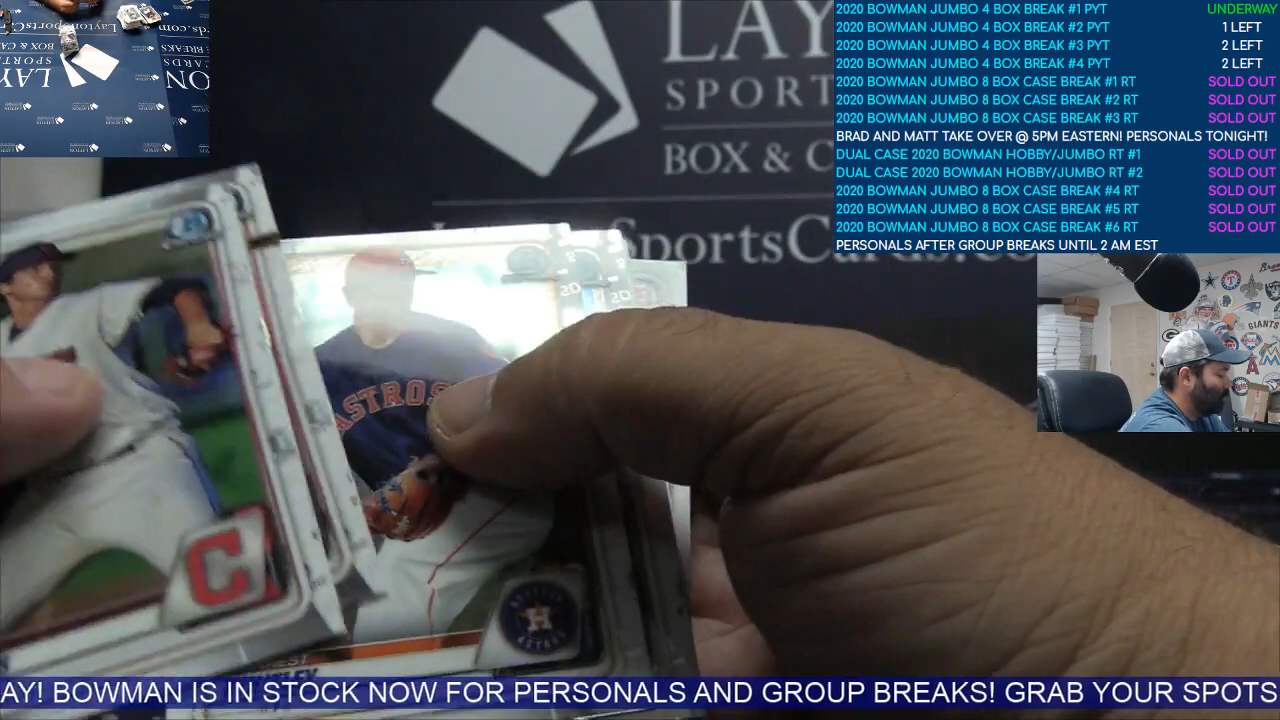 2020 BOWMAN JUMBO 4 BOX BREAK #1 PYT UNDERWAY
2020 BOWMAN JUMBO 4 BOX BREAK #2 PYT 1 LEFT
2020 BOWMAN JUMBO 4 BOX BREAK #3 PYT 2 LEFT
2020 BOWMAN JUMBO 4 BOX BREAK #4 PYT 2 LEFT
2020 BOWMAN JUMBO 8 BOX CASE BREAK #1 RT SOLD OUT
2020 BOWMAN JUMBO 8 BOX CASE BREAK #2 RT SOLD OUT
2020 BOWMAN JUMBO 8 BOX CASE BREAK #3 RT SOLD OUT
BRAD AND MATT TAKE OVER @ 5PM EASTERN! PERSONALS TONIGHT!
DUAL CASE 2020 BOWMAN HOBBY/JUMBO RT #1 SOLD OUT
DUAL CASE 2020 BOWMAN HOBBY/JUMBO RT #2 SOLD OUT
2020 BOWMAN JUMBO 8 BOX CASE BREAK #4 RT SOLD OUT
2020 BOWMAN JUMBO 8 BOX CASE BREAK #5 RT SOLD OUT
2020 BOWMAN JUMBO 8 BOX CASE BREAK #6 RT SOLD OUT
PERSONALS AFTER GROUP BREAKS UNTIL 2 AM EST
LAY
SPORT
BOX & C
SportsCards.co
ASTROS
C
AY! BOWMAN IS IN STOCK NOW FOR PERSONALS AND GROUP BREAKS! GRAB YOUR SPOTS